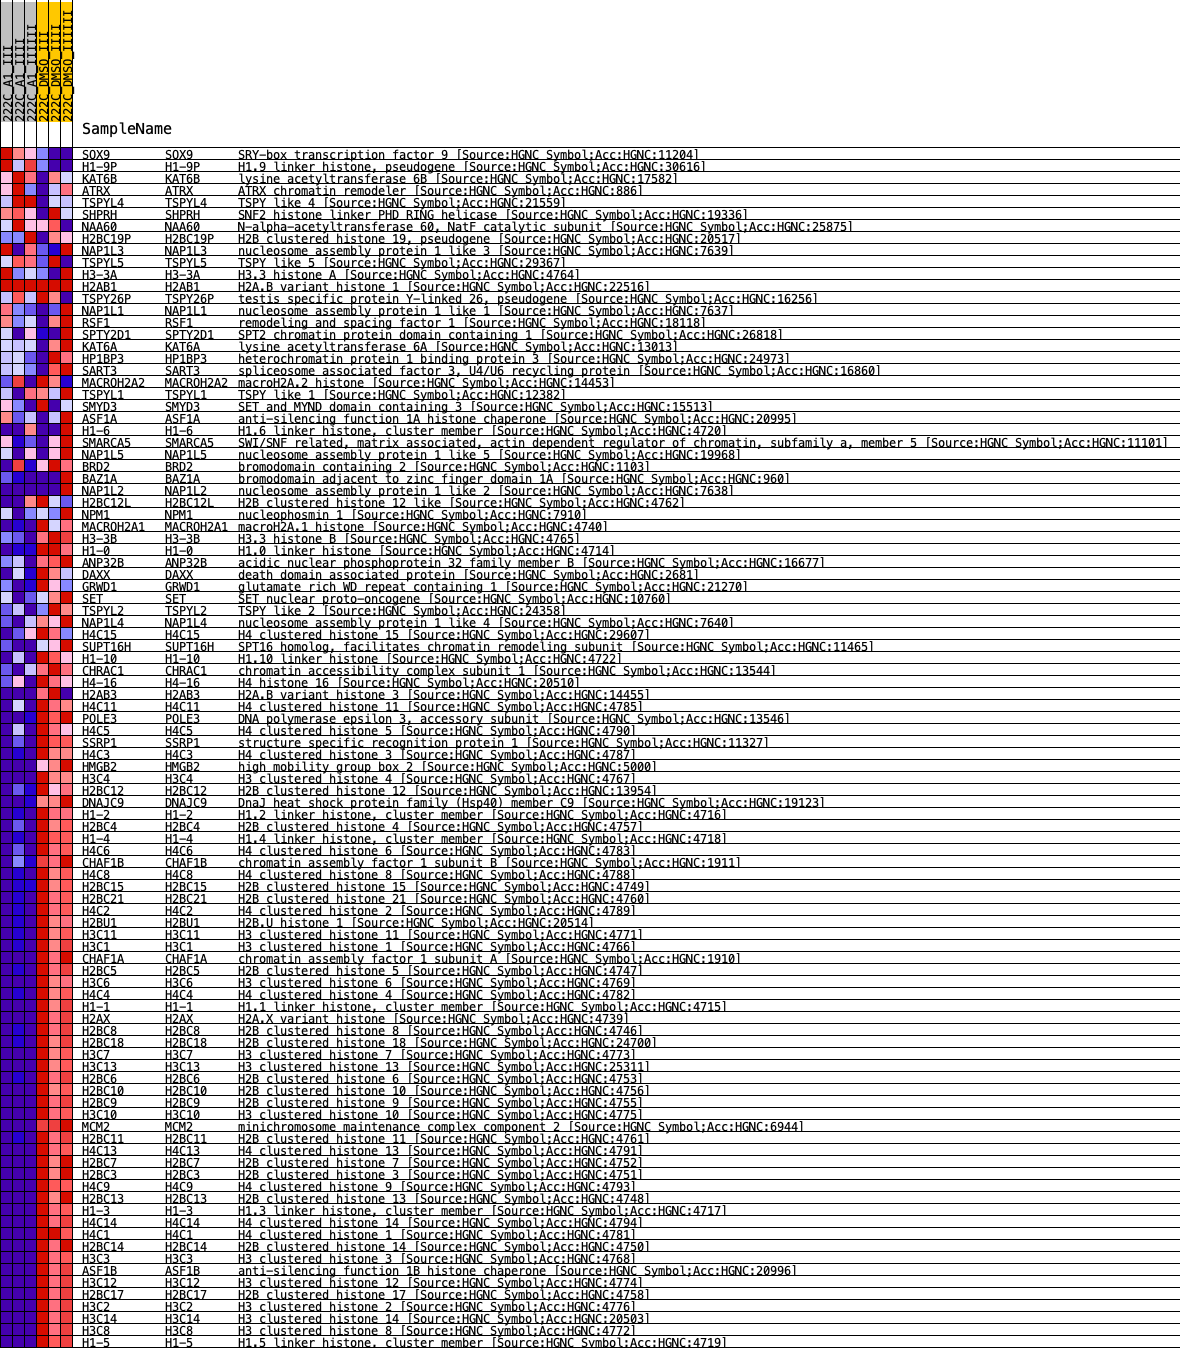 222C_A1_III
222C_A1_IIII
222C_A1_IIIIII
222C_DMSO_III
222C_DMSO_IIII
222C_DMSO_IIIIII
SampleName
SOX9 SOX9 SRY-box transcription factor 9 [Source:HGNC Symbol;Acc:HGNC:11204]
H1-9P H1-9P H1.9 linker histone, pseudogene [Source:HGNC Symbol;Acc:HGNC:30616]
KAT6B KAT6B lysine acetyltransferase 6B [Source:HGNC Symbol;Acc:HGNC:17582]
ATRX ATRX ATRX chromatin remodeler [Source:HGNC Symbol;Acc:HGNC:886]
TSPYL4 TSPYL4 TSPY like 4 [Source:HGNC Symbol;Acc:HGNC:21559]
SHPRH SHPRH SNF2 histone linker PHD RING helicase [Source:HGNC Symbol;Acc:HGNC:19336]
NAA60 NAA60 N-alpha-acetyltransferase 60, NatF catalytic subunit [Source:HGNC Symbol;Acc:HGNC:25875]
H2BC19P H2BC19P H2B clustered histone 19, pseudogene [Source:HGNC Symbol;Acc:HGNC:20517]
NAP1L3 NAP1L3 nucleosome assembly protein 1 like 3 [Source:HGNC Symbol;Acc:HGNC:7639]
TSPYL5 TSPYL5 TSPY like 5 [Source:HGNC Symbol;Acc:HGNC:29367]
H3-3A H3-3A H3.3 histone A [Source:HGNC Symbol;Acc:HGNC:4764]
H2AB1 H2AB1 H2A.B variant histone 1 [Source:HGNC Symbol;Acc:HGNC:22516]
TSPY26P TSPY26P testis specific protein Y-linked 26, pseudogene [Source:HGNC Symbol;Acc:HGNC:16256]
NAP1L1 NAP1L1 nucleosome assembly protein 1 like 1 [Source:HGNC Symbol;Acc:HGNC:7637]
RSF1 RSF1 remodeling and spacing factor 1 [Source:HGNC Symbol;Acc:HGNC:18118]
SPTY2D1 SPTY2D1 SPT2 chromatin protein domain containing 1 [Source:HGNC Symbol;Acc:HGNC:26818]
KAT6A KAT6A lysine acetyltransferase 6A [Source:HGNC Symbol;Acc:HGNC:13013]
HP1BP3 HP1BP3 heterochromatin protein 1 binding protein 3 [Source:HGNC Symbol;Acc:HGNC:24973]
SART3 SART3 spliceosome associated factor 3, U4/U6 recycling protein [Source:HGNC Symbol;Acc:HGNC:16860]
MACROH2A2 MACROH2A2 macroH2A.2 histone [Source:HGNC Symbol;Acc:HGNC:14453]
TSPYL1 TSPYL1 TSPY like 1 [Source:HGNC Symbol;Acc:HGNC:12382]
SMYD3 SMYD3 SET and MYND domain containing 3 [Source:HGNC Symbol;Acc:HGNC:15513]
ASF1A ASF1A anti-silencing function 1A histone chaperone [Source:HGNC Symbol;Acc:HGNC:20995]
H1-6 H1-6 H1.6 linker histone, cluster member [Source:HGNC Symbol;Acc:HGNC:4720]
SMARCA5 SMARCA5 SWI/SNF related, matrix associated, actin dependent regulator of chromatin, subfamily a, member 5 [Source:HGNC Symbol;Acc:HGNC:11101]
NAP1L5 NAP1L5 nucleosome assembly protein 1 like 5 [Source:HGNC Symbol;Acc:HGNC:19968]
BRD2 BRD2 bromodomain containing 2 [Source:HGNC Symbol;Acc:HGNC:1103]
BAZ1A BAZ1A bromodomain adjacent to zinc finger domain 1A [Source:HGNC Symbol;Acc:HGNC:960]
NAP1L2 NAP1L2 nucleosome assembly protein 1 like 2 [Source:HGNC Symbol;Acc:HGNC:7638]
H2BC12L H2BC12L H2B clustered histone 12 like [Source:HGNC Symbol;Acc:HGNC:4762]
NPM1 NPM1 nucleophosmin 1 [Source:HGNC Symbol;Acc:HGNC:7910]
MACROH2A1 MACROH2A1 macroH2A.1 histone [Source:HGNC Symbol;Acc:HGNC:4740]
H3-3B H3-3B H3.3 histone B [Source:HGNC Symbol;Acc:HGNC:4765]
H1-0 H1-0 H1.0 linker histone [Source:HGNC Symbol;Acc:HGNC:4714]
ANP32B ANP32B acidic nuclear phosphoprotein 32 family member B [Source:HGNC Symbol;Acc:HGNC:16677]
DAXX DAXX death domain associated protein [Source:HGNC Symbol;Acc:HGNC:2681]
GRWD1 GRWD1 glutamate rich WD repeat containing 1 [Source:HGNC Symbol;Acc:HGNC:21270]
SET SET SET nuclear proto-oncogene [Source:HGNC Symbol;Acc:HGNC:10760]
TSPYL2 TSPYL2 TSPY like 2 [Source:HGNC Symbol;Acc:HGNC:24358]
NAP1L4 NAP1L4 nucleosome assembly protein 1 like 4 [Source:HGNC Symbol;Acc:HGNC:7640]
H4C15 H4C15 H4 clustered histone 15 [Source:HGNC Symbol;Acc:HGNC:29607]
SUPT16H SUPT16H SPT16 homolog, facilitates chromatin remodeling subunit [Source:HGNC Symbol;Acc:HGNC:11465]
H1-10 H1-10 H1.10 linker histone [Source:HGNC Symbol;Acc:HGNC:4722]
CHRAC1 CHRAC1 chromatin accessibility complex subunit 1 [Source:HGNC Symbol;Acc:HGNC:13544]
H4-16 H4-16 H4 histone 16 [Source:HGNC Symbol;Acc:HGNC:20510]
H2AB3 H2AB3 H2A.B variant histone 3 [Source:HGNC Symbol;Acc:HGNC:14455]
H4C11 H4C11 H4 clustered histone 11 [Source:HGNC Symbol;Acc:HGNC:4785]
POLE3 POLE3 DNA polymerase epsilon 3, accessory subunit [Source:HGNC Symbol;Acc:HGNC:13546]
H4C5 H4C5 H4 clustered histone 5 [Source:HGNC Symbol;Acc:HGNC:4790]
SSRP1 SSRP1 structure specific recognition protein 1 [Source:HGNC Symbol;Acc:HGNC:11327]
H4C3 H4C3 H4 clustered histone 3 [Source:HGNC Symbol;Acc:HGNC:4787]
HMGB2 HMGB2 high mobility group box 2 [Source:HGNC Symbol;Acc:HGNC:5000]
H3C4 H3C4 H3 clustered histone 4 [Source:HGNC Symbol;Acc:HGNC:4767]
H2BC12 H2BC12 H2B clustered histone 12 [Source:HGNC Symbol;Acc:HGNC:13954]
DNAJC9 DNAJC9 DnaJ heat shock protein family (Hsp40) member C9 [Source:HGNC Symbol;Acc:HGNC:19123]
H1-2 H1-2 H1.2 linker histone, cluster member [Source:HGNC Symbol;Acc:HGNC:4716]
H2BC4 H2BC4 H2B clustered histone 4 [Source:HGNC Symbol;Acc:HGNC:4757]
H1-4 H1-4 H1.4 linker histone, cluster member [Source:HGNC Symbol;Acc:HGNC:4718]
H4C6 H4C6 H4 clustered histone 6 [Source:HGNC Symbol;Acc:HGNC:4783]
CHAF1B CHAF1B chromatin assembly factor 1 subunit B [Source:HGNC Symbol;Acc:HGNC:1911]
H4C8 H4C8 H4 clustered histone 8 [Source:HGNC Symbol;Acc:HGNC:4788]
H2BC15 H2BC15 H2B clustered histone 15 [Source:HGNC Symbol;Acc:HGNC:4749]
H2BC21 H2BC21 H2B clustered histone 21 [Source:HGNC Symbol;Acc:HGNC:4760]
H4C2 H4C2 H4 clustered histone 2 [Source:HGNC Symbol;Acc:HGNC:4789]
H2BU1 H2BU1 H2B.U histone 1 [Source:HGNC Symbol;Acc:HGNC:20514]
H3C11 H3C11 H3 clustered histone 11 [Source:HGNC Symbol;Acc:HGNC:4771]
H3C1 H3C1 H3 clustered histone 1 [Source:HGNC Symbol;Acc:HGNC:4766]
CHAF1A CHAF1A chromatin assembly factor 1 subunit A [Source:HGNC Symbol;Acc:HGNC:1910]
H2BC5 H2BC5 H2B clustered histone 5 [Source:HGNC Symbol;Acc:HGNC:4747]
H3C6 H3C6 H3 clustered histone 6 [Source:HGNC Symbol;Acc:HGNC:4769]
H4C4 H4C4 H4 clustered histone 4 [Source:HGNC Symbol;Acc:HGNC:4782]
H1-1 H1-1 H1.1 linker histone, cluster member [Source:HGNC Symbol;Acc:HGNC:4715]
H2AX H2AX H2A.X variant histone [Source:HGNC Symbol;Acc:HGNC:4739]
H2BC8 H2BC8 H2B clustered histone 8 [Source:HGNC Symbol;Acc:HGNC:4746]
H2BC18 H2BC18 H2B clustered histone 18 [Source:HGNC Symbol;Acc:HGNC:24700]
H3C7 H3C7 H3 clustered histone 7 [Source:HGNC Symbol;Acc:HGNC:4773]
H3C13 H3C13 H3 clustered histone 13 [Source:HGNC Symbol;Acc:HGNC:25311]
H2BC6 H2BC6 H2B clustered histone 6 [Source:HGNC Symbol;Acc:HGNC:4753]
H2BC10 H2BC10 H2B clustered histone 10 [Source:HGNC Symbol;Acc:HGNC:4756]
H2BC9 H2BC9 H2B clustered histone 9 [Source:HGNC Symbol;Acc:HGNC:4755]
H3C10 H3C10 H3 clustered histone 10 [Source:HGNC Symbol;Acc:HGNC:4775]
MCM2 MCM2 minichromosome maintenance complex component 2 [Source:HGNC Symbol;Acc:HGNC:6944]
H2BC11 H2BC11 H2B clustered histone 11 [Source:HGNC Symbol;Acc:HGNC:4761]
H4C13 H4C13 H4 clustered histone 13 [Source:HGNC Symbol;Acc:HGNC:4791]
H2BC7 H2BC7 H2B clustered histone 7 [Source:HGNC Symbol;Acc:HGNC:4752]
H2BC3 H2BC3 H2B clustered histone 3 [Source:HGNC Symbol;Acc:HGNC:4751]
H4C9 H4C9 H4 clustered histone 9 [Source:HGNC Symbol;Acc:HGNC:4793]
H2BC13 H2BC13 H2B clustered histone 13 [Source:HGNC Symbol;Acc:HGNC:4748]
H1-3 H1-3 H1.3 linker histone, cluster member [Source:HGNC Symbol;Acc:HGNC:4717]
H4C14 H4C14 H4 clustered histone 14 [Source:HGNC Symbol;Acc:HGNC:4794]
H4C1 H4C1 H4 clustered histone 1 [Source:HGNC Symbol;Acc:HGNC:4781]
H2BC14 H2BC14 H2B clustered histone 14 [Source:HGNC Symbol;Acc:HGNC:4750]
H3C3 H3C3 H3 clustered histone 3 [Source:HGNC Symbol;Acc:HGNC:4768]
ASF1B ASF1B anti-silencing function 1B histone chaperone [Source:HGNC Symbol;Acc:HGNC:20996]
H3C12 H3C12 H3 clustered histone 12 [Source:HGNC Symbol;Acc:HGNC:4774]
H2BC17 H2BC17 H2B clustered histone 17 [Source:HGNC Symbol;Acc:HGNC:4758]
H3C2 H3C2 H3 clustered histone 2 [Source:HGNC Symbol;Acc:HGNC:4776]
H3C14 H3C14 H3 clustered histone 14 [Source:HGNC Symbol;Acc:HGNC:20503]
H3C8 H3C8 H3 clustered histone 8 [Source:HGNC Symbol;Acc:HGNC:4772]
H1-5 H1-5 H1.5 linker histone, cluster member [Source:HGNC Symbol;Acc:HGNC:4719]